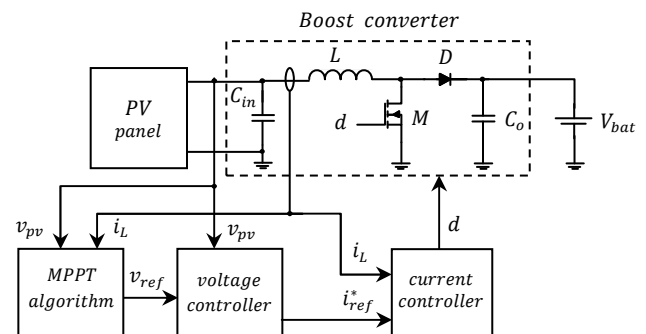 Boost converter
L
D
PV
panel
C_in
d
M
C_o
V_bat
v_pv
i_L
v_pv
d
i_L
MPPT
algorithm
v_ref
voltage
controller
i*_ref
current
controller